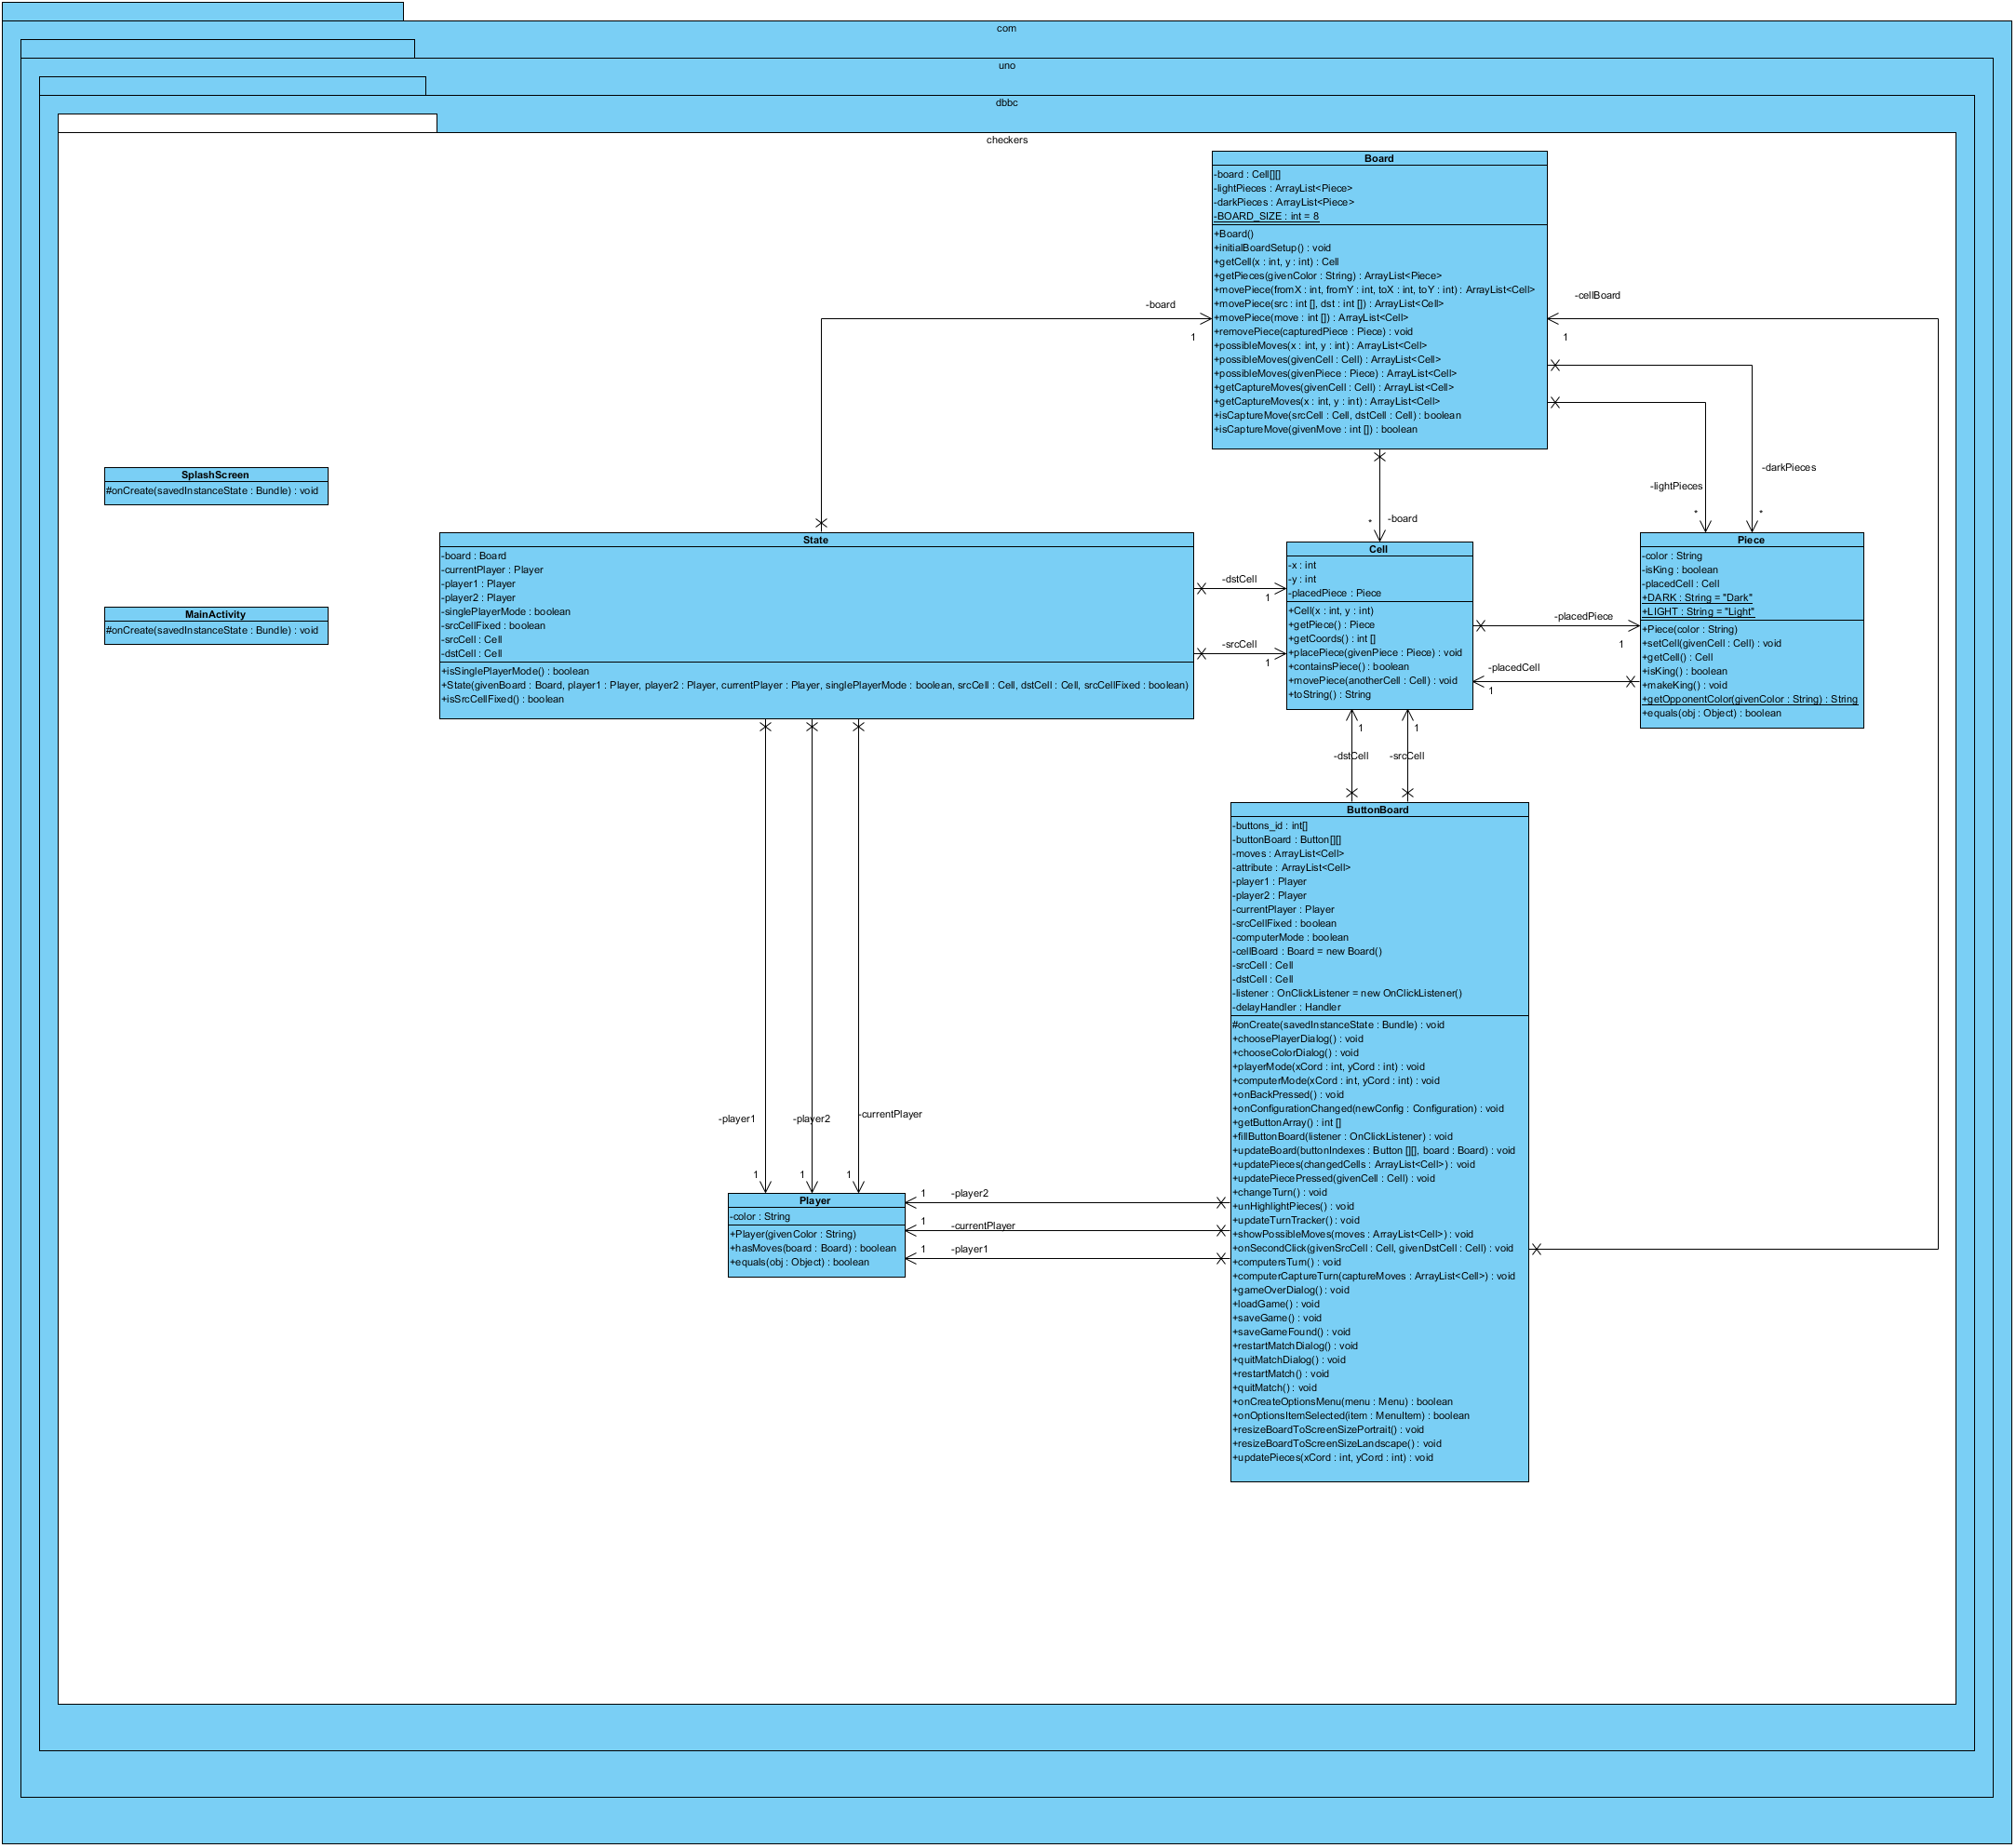 com
uno
dbbc
checkers
Board
-board : Cell[][]
-lightPieces : ArrayList<Piece>
-darkPieces : ArrayList<Piece>
-BOARD_SIZE : int = 8
+Board()
+initialBoardSetup() : void
+getCell(x : int, y : int) : Cell
+getPieces(givenColor : String) : ArrayList<Piece>
+movePiece(fromX : int, fromY : int, toX : int, toY : int) : ArrayList<Cell>
+movePiece(src : int [], dst : int []) : ArrayList<Cell>
+movePiece(move : int []) : ArrayList<Cell>
+removePiece(capturedPiece : Piece) : void
+possibleMoves(x : int, y : int) : ArrayList<Cell>
+possibleMoves(givenCell : Cell) : ArrayList<Cell>
+possibleMoves(givenPiece : Piece) : ArrayList<Cell>
+getCaptureMoves(givenCell : Cell) : ArrayList<Cell>
+getCaptureMoves(x : int, y : int) : ArrayList<Cell>
+isCaptureMove(srcCell : Cell, dstCell : Cell) : boolean
+isCaptureMove(givenMove : int []) : boolean
-board
1
-cellBoard
1
-darkPieces
*
-lightPieces
*
-board
*
SplashScreen
#onCreate(savedInstanceState : Bundle) : void
MainActivity
#onCreate(savedInstanceState : Bundle) : void
State
-board : Board
-currentPlayer : Player
-player1 : Player
-player2 : Player
-singlePlayerMode : boolean
-srcCellFixed : boolean
-srcCell : Cell
-dstCell : Cell
+isSinglePlayerMode() : boolean
+State(givenBoard : Board, player1 : Player, player2 : Player, currentPlayer : Player, singlePlayerMode : boolean, srcCell : Cell, dstCell : Cell, srcCellFixed : boolean)
+isSrcCellFixed() : boolean
-dstCell
1
-srcCell
1
Cell
-x : int
-y : int
-placedPiece : Piece
+Cell(x : int, y : int)
+getPiece() : Piece
+getCoords() : int []
+placePiece(givenPiece : Piece) : void
+containsPiece() : boolean
+movePiece(anotherCell : Cell) : void
+toString() : String
-placedPiece
1
-placedCell
1
Piece
-color : String
-isKing : boolean
-placedCell : Cell
+DARK : String = "Dark"
+LIGHT : String = "Light"
+Piece(color : String)
+setCell(givenCell : Cell) : void
+getCell() : Cell
+isKing() : boolean
+makeKing() : void
+getOpponentColor(givenColor : String) : String
+equals(obj : Object) : boolean
1
-dstCell
1
-srcCell
ButtonBoard
-buttons_id : int[]
-buttonBoard : Button[][]
-moves : ArrayList<Cell>
-attribute : ArrayList<Cell>
-player1 : Player
-player2 : Player
-currentPlayer : Player
-srcCellFixed : boolean
-computerMode : boolean
-cellBoard : Board = new Board()
-srcCell : Cell
-dstCell : Cell
-listener : OnClickListener = new OnClickListener()
-delayHandler : Handler
#onCreate(savedInstanceState : Bundle) : void
+choosePlayerDialog() : void
+chooseColorDialog() : void
+playerMode(xCord : int, yCord : int) : void
+computerMode(xCord : int, yCord : int) : void
+onBackPressed() : void
+onConfigurationChanged(newConfig : Configuration) : void
+getButtonArray() : int []
+fillButtonBoard(listener : OnClickListener) : void
+updateBoard(buttonIndexes : Button [][], board : Board) : void
+updatePieces(changedCells : ArrayList<Cell>) : void
+updatePiecePressed(givenCell : Cell) : void
+changeTurn() : void
+unHighlightPieces() : void
+updateTurnTracker() : void
+showPossibleMoves(moves : ArrayList<Cell>) : void
+onSecondClick(givenSrcCell : Cell, givenDstCell : Cell) : void
+computersTurn() : void
+computerCaptureTurn(captureMoves : ArrayList<Cell>) : void
+gameOverDialog() : void
+loadGame() : void
+saveGame() : void
+saveGameFound() : void
+restartMatchDialog() : void
+quitMatchDialog() : void
+restartMatch() : void
+quitMatch() : void
+onCreateOptionsMenu(menu : Menu) : boolean
+onOptionsItemSelected(item : MenuItem) : boolean
+resizeBoardToScreenSizePortrait() : void
+resizeBoardToScreenSizeLandscape() : void
+updatePieces(xCord : int, yCord : int) : void
-player1
1
-player2
1
-currentPlayer
1
Player
-color : String
+Player(givenColor : String)
+hasMoves(board : Board) : boolean
+equals(obj : Object) : boolean
1 -player2
1 -currentPlayer
1 -player1